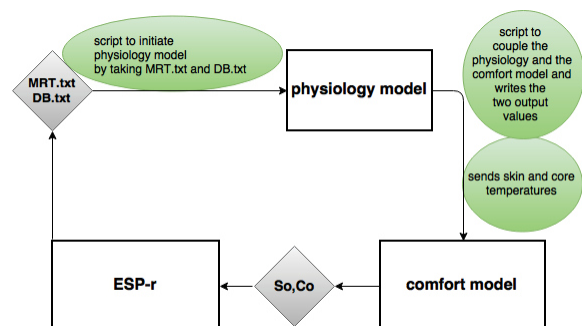 script to initiate
physiology model
by taking MRT.txt and DB.txt
MRT.txt
DB.txt
physiology model
script to
couple the
physiology and the
comfort model and
writes the
two output
values
sends skin and core
temperatures
ESP-r
So,Co
comfort model